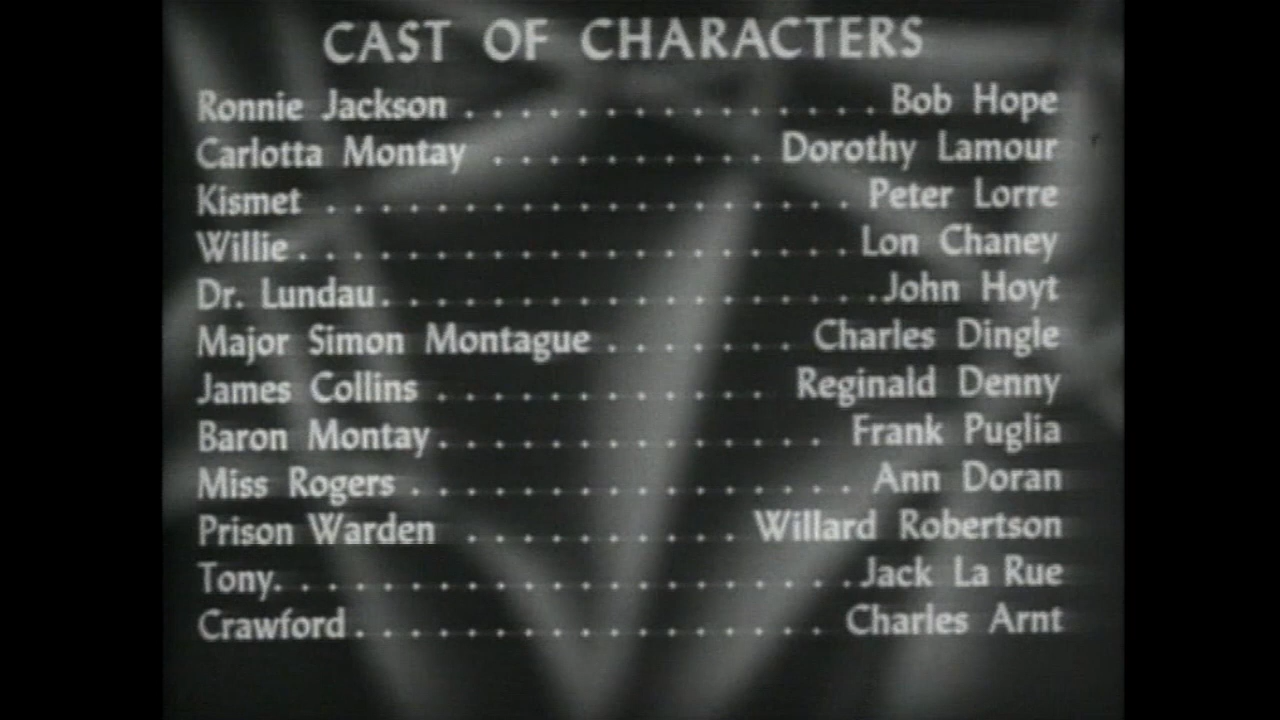 CAST OF CHARACTERS
Ronnie Jackson . . . . . . . . . . . . . . . Bob Hope
Carlotta Montay . . . . . . . . . . Dorothy Lamour
Kismet . . . . . . . . . . . . . . . . . . . Peter Lorre
Willie . . . . . . . . . . . . . . . . . . . . Lon Chaney
Dr. Lundau . . . . . . . . . . . . . . . . . . John Hoyt
Major Simon Montague . . . . . . . Charles Dingle
James Collins . . . . . . . . . . . . Reginald Denny
Baron Montay . . . . . . . . . . . . . . Frank Puglia
Miss Rogers . . . . . . . . . . . . . . . . Ann Doran
Prison Warden . . . . . . . . . . Willard Robertson
Tony . . . . . . . . . . . . . . . . . . . . . Jack La Rue
Crawford . . . . . . . . . . . . . . . . . Charles Arnt